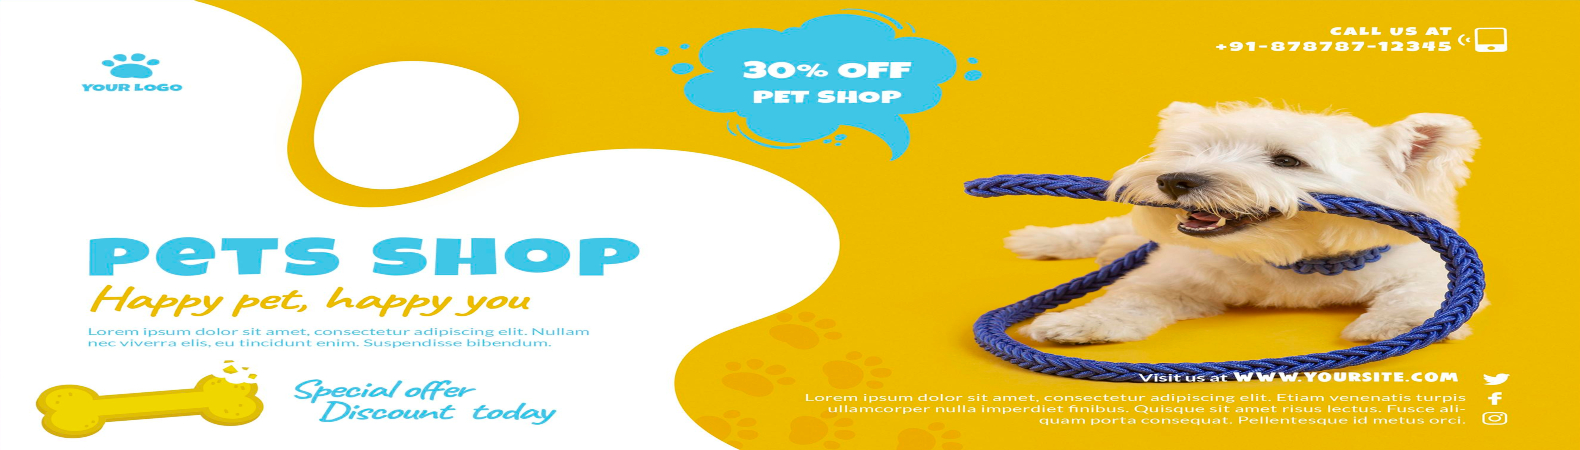 YOUR LOGO
30% OFF
PET SHOP
CALL US AT
+91-878787-12345
PeTS SHOP
Happy pet, happy you
Lorem ipsum dolor sit amet, consectetur adipiscing elit. Nullam
nec viverra elis, eu tincidunt enim. Suspendisse bibendum.
Special offer
Discount today
Visit us at WWW.YOURSITE.COM
Lorem ipsum dolor sit amet, consectetur adipiscing elit. Etiam venenatis turpis
ullamcorper nulla imperdiet finibus. Quisque sit amet risus lectus. Fusce ali-
quam porta consequat. Pellentesque id metus orci.